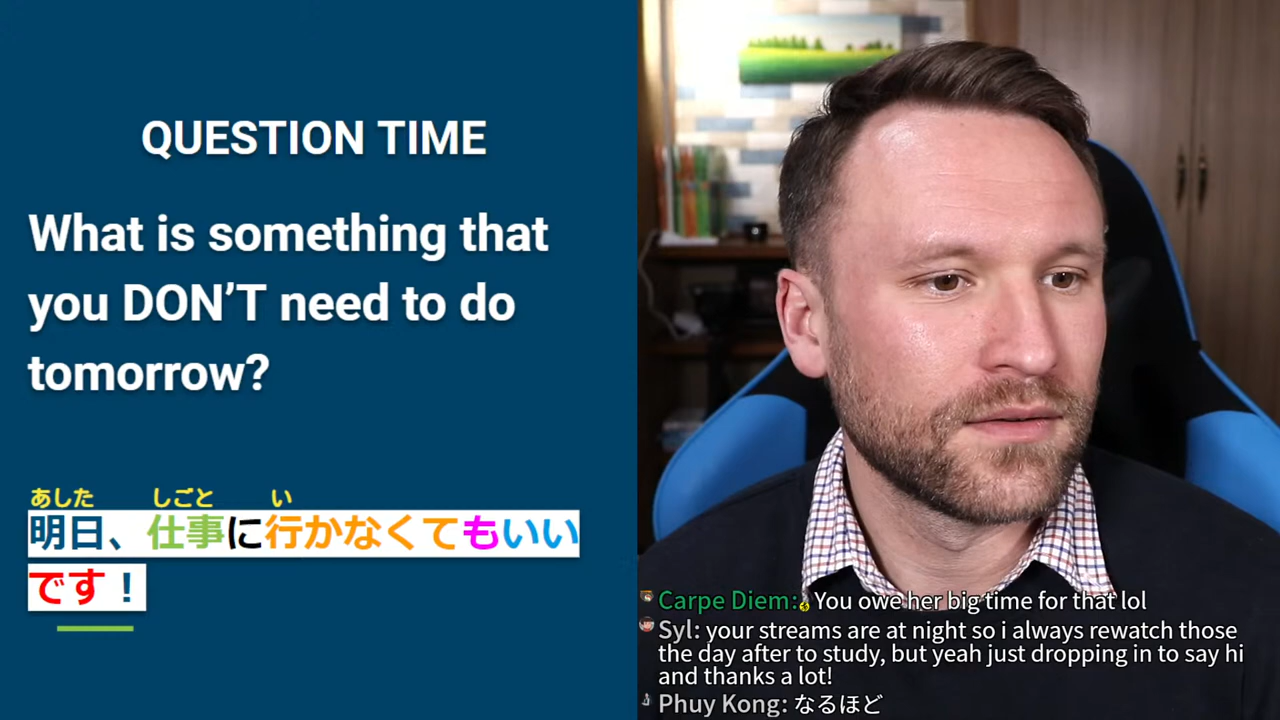 QUESTION TIME
What is something that
you DON'T need to do
tomorrow?
あした しごと い
明日、仕事に行かなくてもいい
です！
Carpe Diem: You owe her big time for that lol
Syl: your streams are at night so i always rewatch those
the day after to study, but yeah just dropping in to say hi
and thanks a lot!
Phuy Kong: なるほど